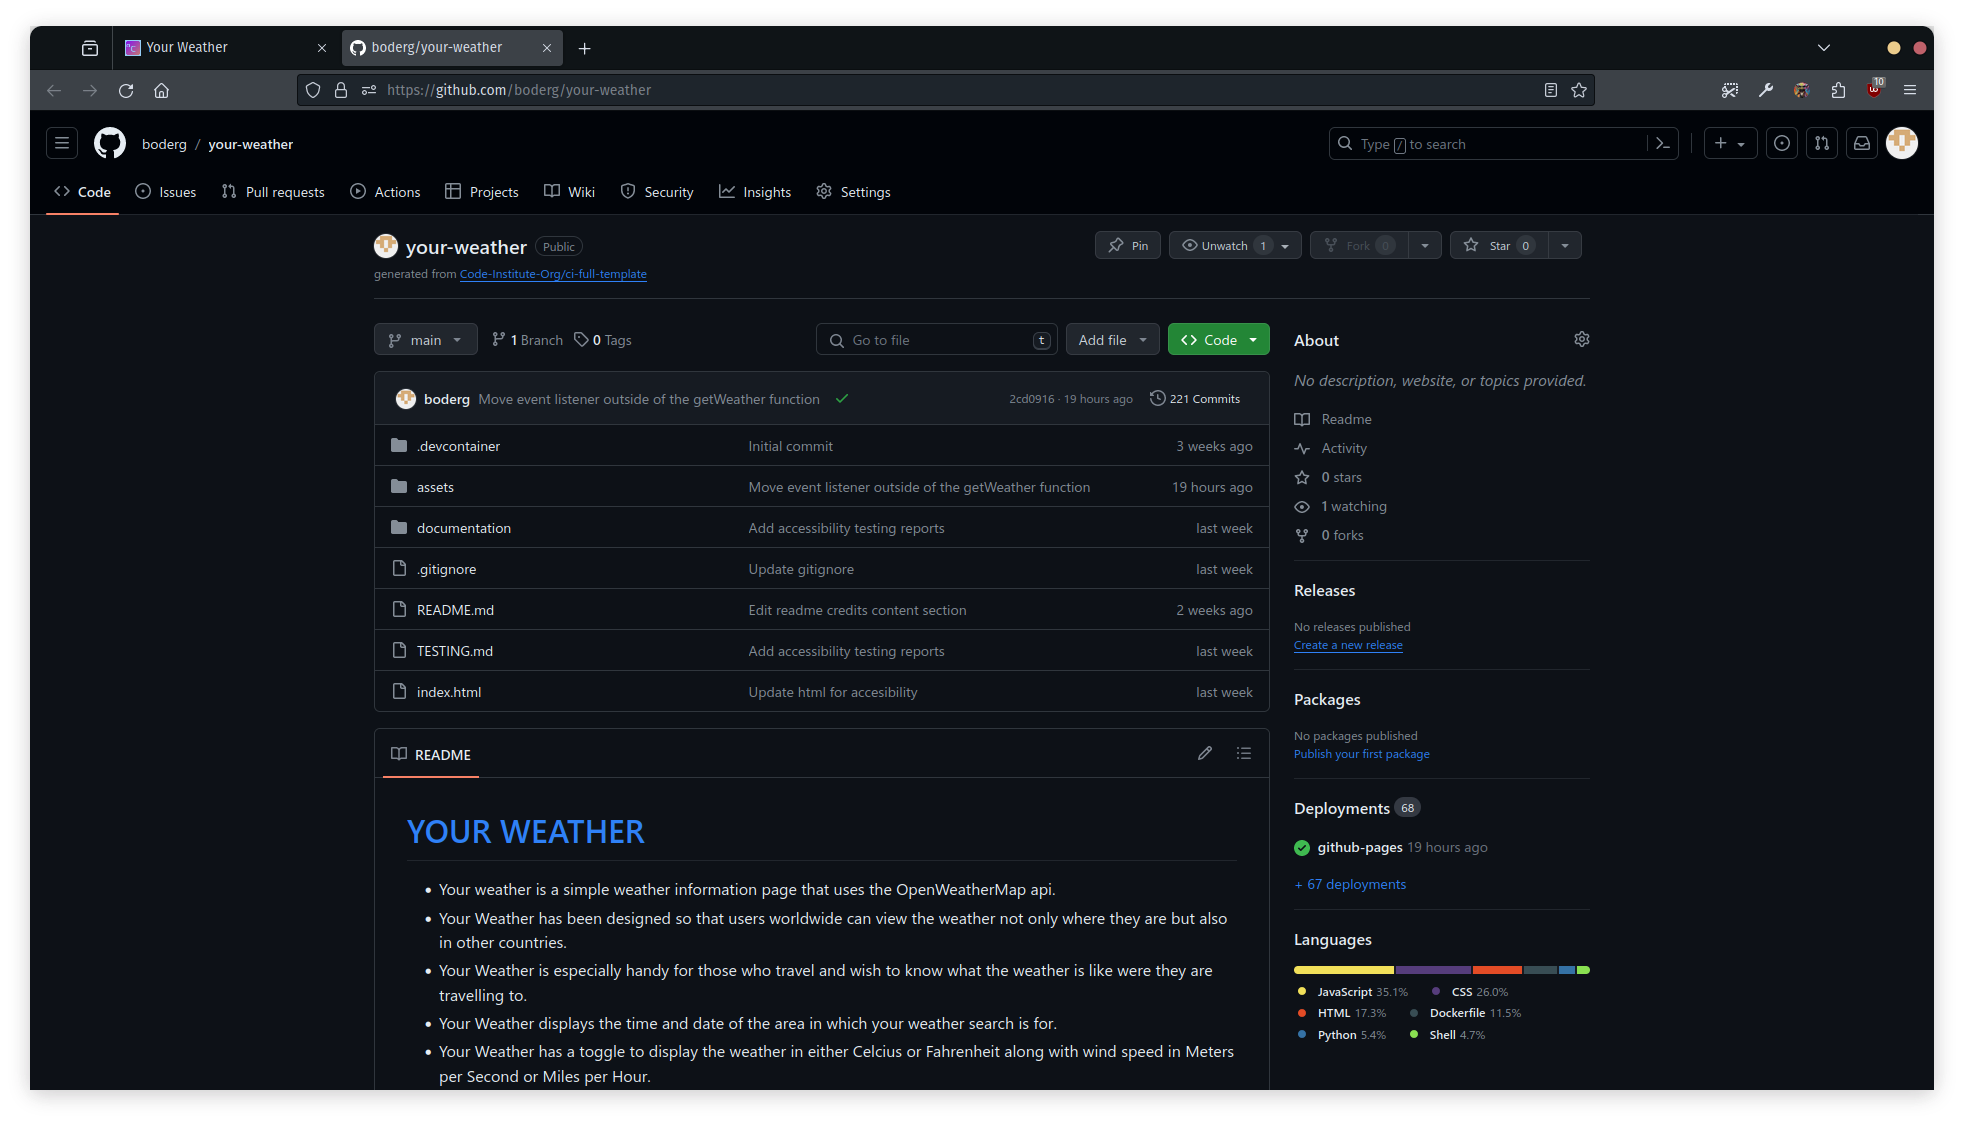 Your Weather
boderg/your-weather
https://github.com/boderg/your-weather
10
boderg / your-weather
Type / to search
Code
Issues
Pull requests
Actions
Projects
Wiki
Security
Insights
Settings
your-weather Public
Pin
Unwatch 1
Fork 0
Star 0
generated from Code-Institute-Org/ci-full-template
main
1 Branch
0 Tags
Go to file
t
Add file
Code
boderg Move event listener outside of the getWeather function 2cd0916 · 19 hours ago 221 Commits
.devcontainer Initial commit 3 weeks ago
assets Move event listener outside of the getWeather function 19 hours ago
documentation Add accessibility testing reports last week
.gitignore Update gitignore last week
README.md Edit readme credits content section 2 weeks ago
TESTING.md Add accessibility testing reports last week
index.html Update html for accesibility last week
README
YOUR WEATHER
• Your weather is a simple weather information page that uses the OpenWeatherMap api.
• Your Weather has been designed so that users worldwide can view the weather not only where they are but also
in other countries.
• Your Weather is especially handy for those who travel and wish to know what the weather is like were they are
travelling to.
• Your Weather displays the time and date of the area in which your weather search is for.
• Your Weather has a toggle to display the weather in either Celcius or Fahrenheit along with wind speed in Meters
per Second or Miles per Hour.
About
No description, website, or topics provided.
Readme
Activity
0 stars
1 watching
0 forks
Releases
No releases published
Create a new release
Packages
No packages published
Publish your first package
Deployments 68
github-pages 19 hours ago
+ 67 deployments
Languages
JavaScript 35.1% CSS 26.0%
HTML 17.3% Dockerfile 11.5%
Python 5.4% Shell 4.7%